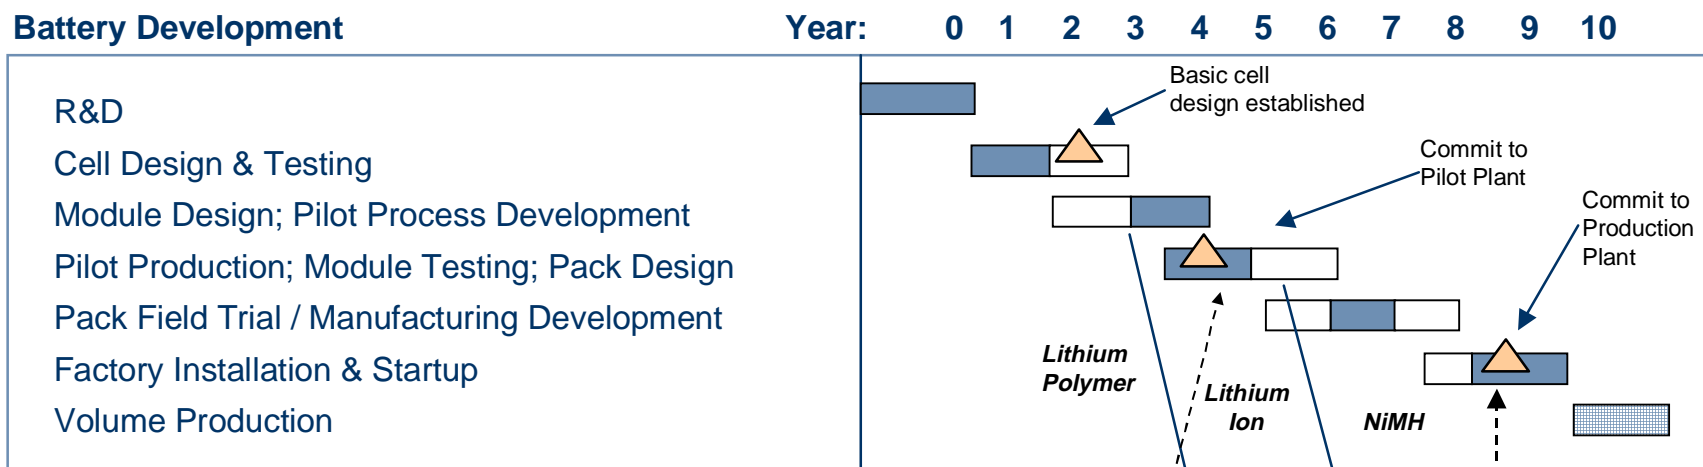 Battery Development Year: 0 1 2 3 4 5 6 7 8 9 10
Basic cell
design established
R&D
Cell Design & Testing
Commit to
Pilot Plant
Module Design; Pilot Process Development
Commit to
Production
Plant
Pilot Production; Module Testing; Pack Design
Pack Field Trial / Manufacturing Development
Lithium
Polymer
Factory Installation & Startup
Lithium
Ion
NiMH
Volume Production